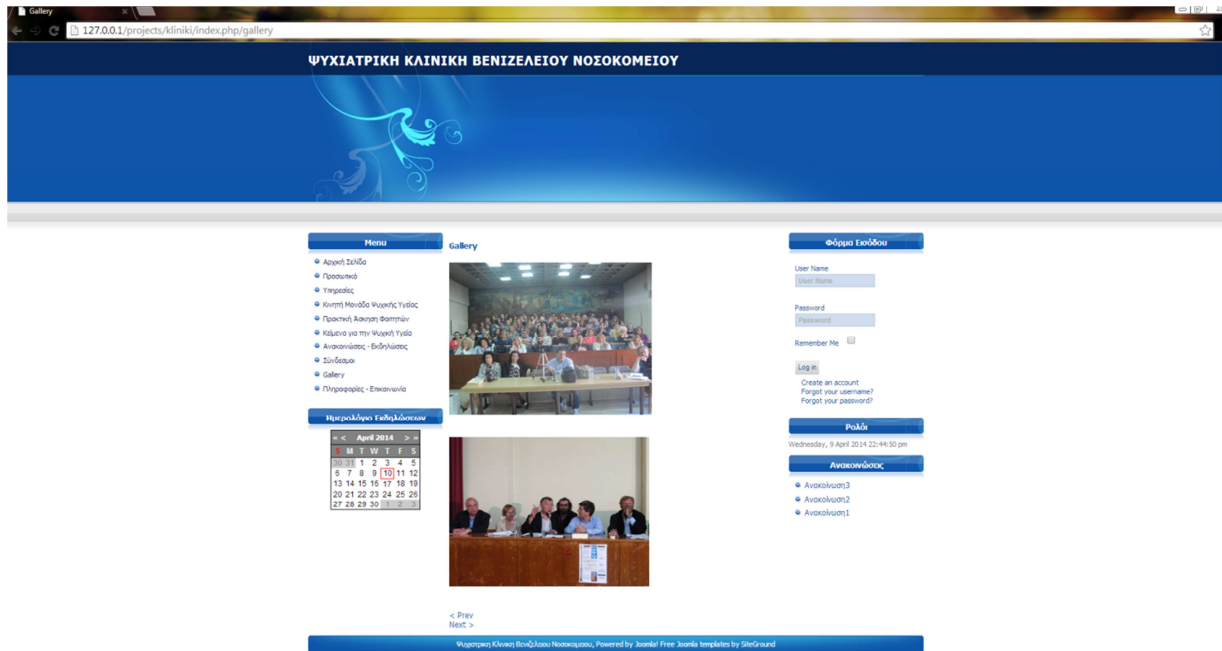 Gallery
127.0.0.1/projects/kliniki/index.php/gallery
ΨΥΧΙΑΤΡΙΚΗ ΚΛΙΝΙΚΗ ΒΕΝΙΖΕΛΕΙΟΥ ΝΟΣΟΚΟΜΕΙΟΥ
Menu
Αρχική Σελίδα
Προσωπικό
Υπηρεσίες
Κινητή Μονάδα Ψυχικής Υγείας
Πρακτική Άσκηση Φοιτητών
Κείμενα για την Ψυχική Υγεία
Ανακοινώσεις - Εκδηλώσεις
Σύνδεσμοι
Gallery
Πληροφορίες - Επικοινωνία
Ημερολόγιο Εκδηλώσεων
« < April 2014 > »
S M T W T F S
30 31 1 2 3 4 5
6 7 8 9 10 11 12
13 14 15 16 17 18 19
20 21 22 23 24 25 26
27 28 29 30 1 2 3
Gallery
< Prev
Next >
Φόρμα Εισόδου
User Name
User Name
Password
Password
Remember Me
Log in
Create an account
Forgot your username?
Forgot your password?
Ρολόι
Wednesday, 9 April 2014 22:44:50 pm
Ανακοινώσεις
Ανακοίνωση3
Ανακοίνωση2
Ανακοίνωση1
Ψυχιατρικη Κλινικη Βενιζελειου Νοσοκομειου, Powered by Joomla! Free Joomla templates by SiteGround